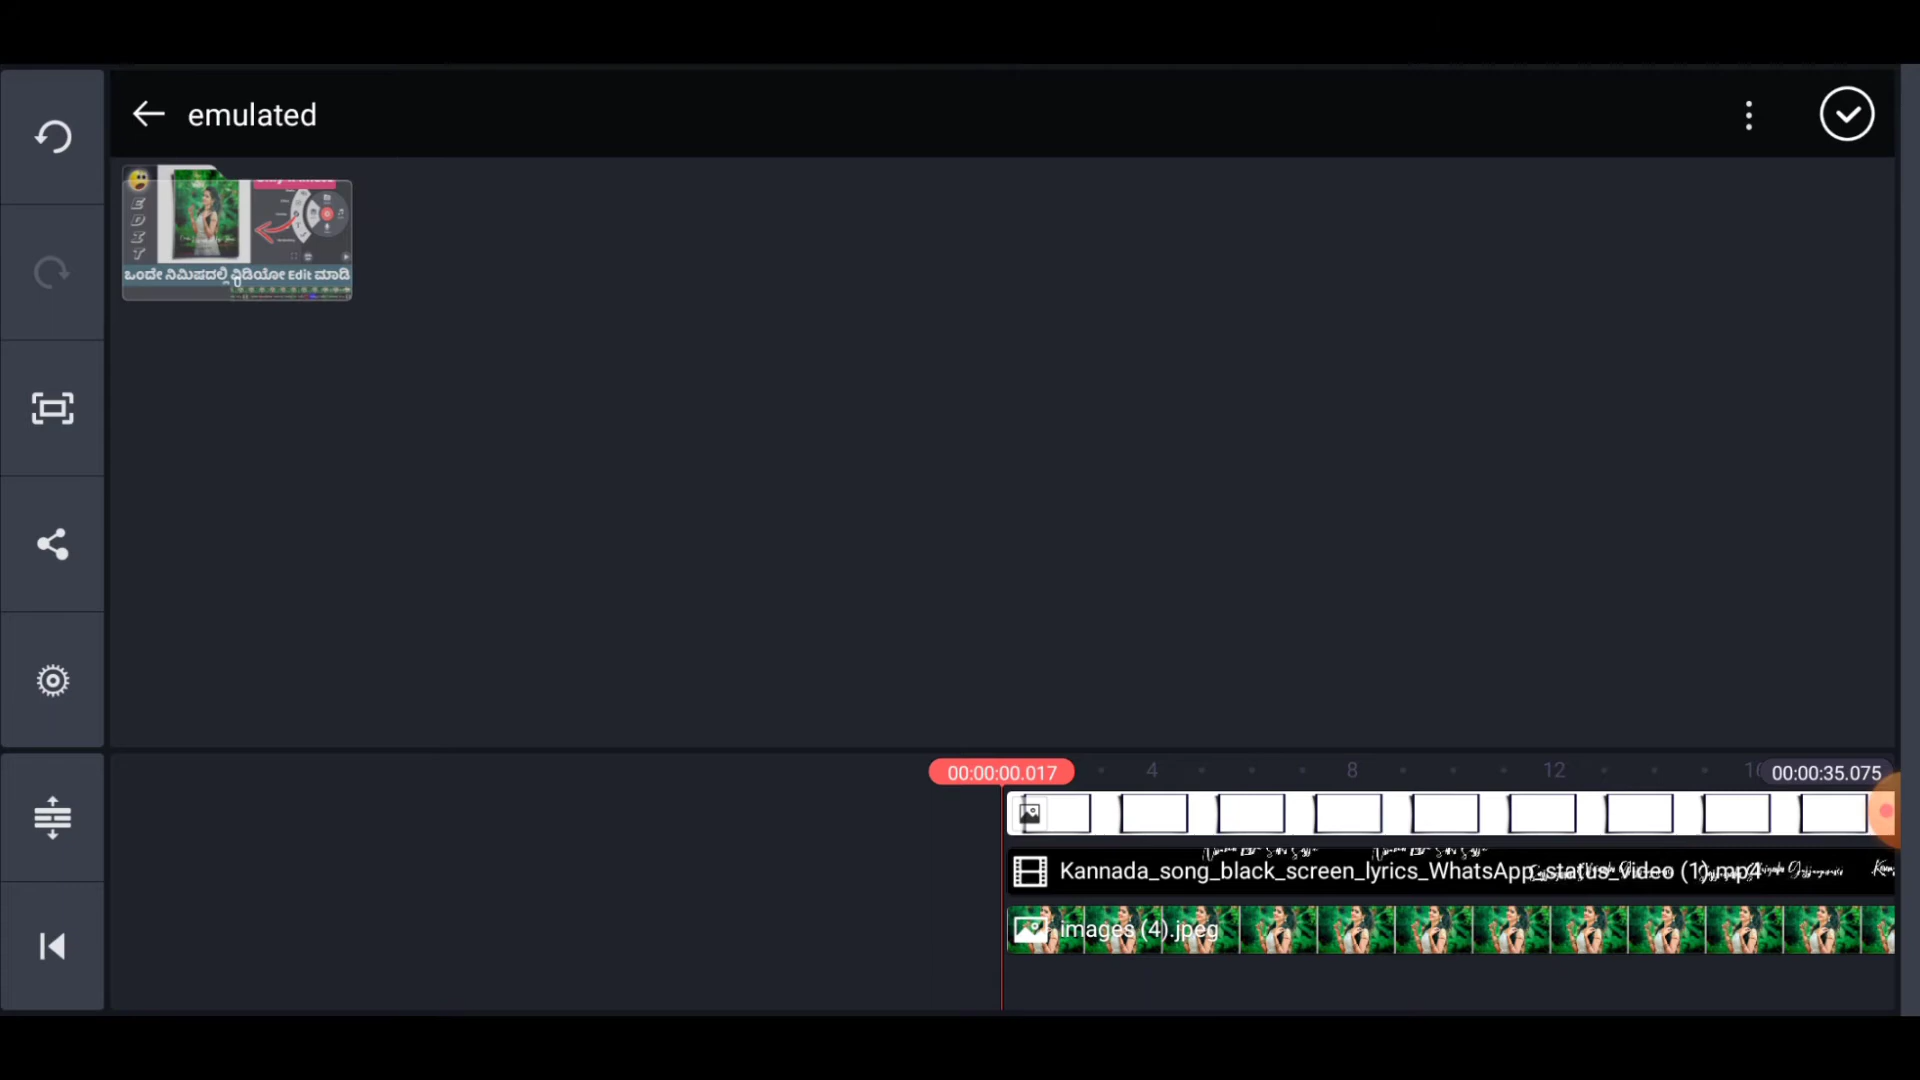 emulated
E
D
I
T
ಒಂದೇ ನಿಮಿಷದಲ್ಲಿ ವಿಡಿಯೋ Edit ಮಾಡಿ
0
00:00:00.017
4
8
12
00:00:35.075
Kannada_song_black_screen_lyrics_WhatsApp_status_Video (1).mp4
images (4).jpeg